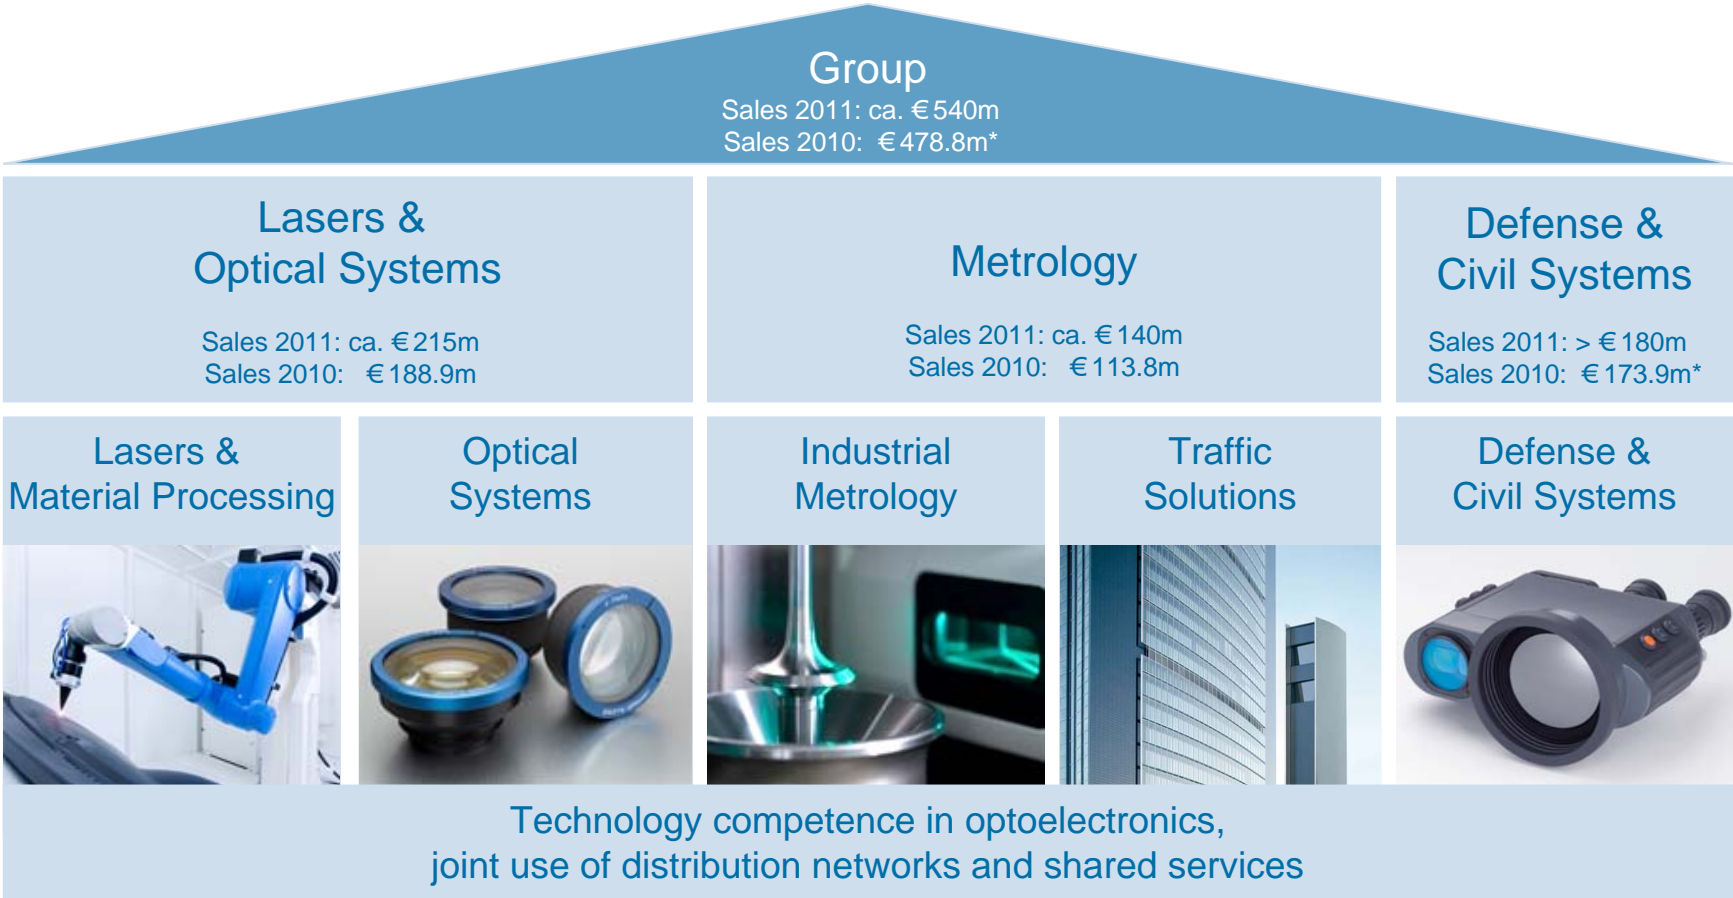 Group
Sales 2011: ca. €540m
Sales 2010: €478.8m*
Lasers &
Optical Systems
Sales 2011: ca. €215m
Sales 2010: €188.9m
Metrology
Sales 2011: ca. €140m
Sales 2010: €113.8m
Defense &
Civil Systems
Sales 2011: > €180m
Sales 2010: €173.9m*
Lasers &
Material Processing
Optical
Systems
Industrial
Metrology
Traffic
Solutions
Defense &
Civil Systems
Technology competence in optoelectronics,
joint use of distribution networks and shared services